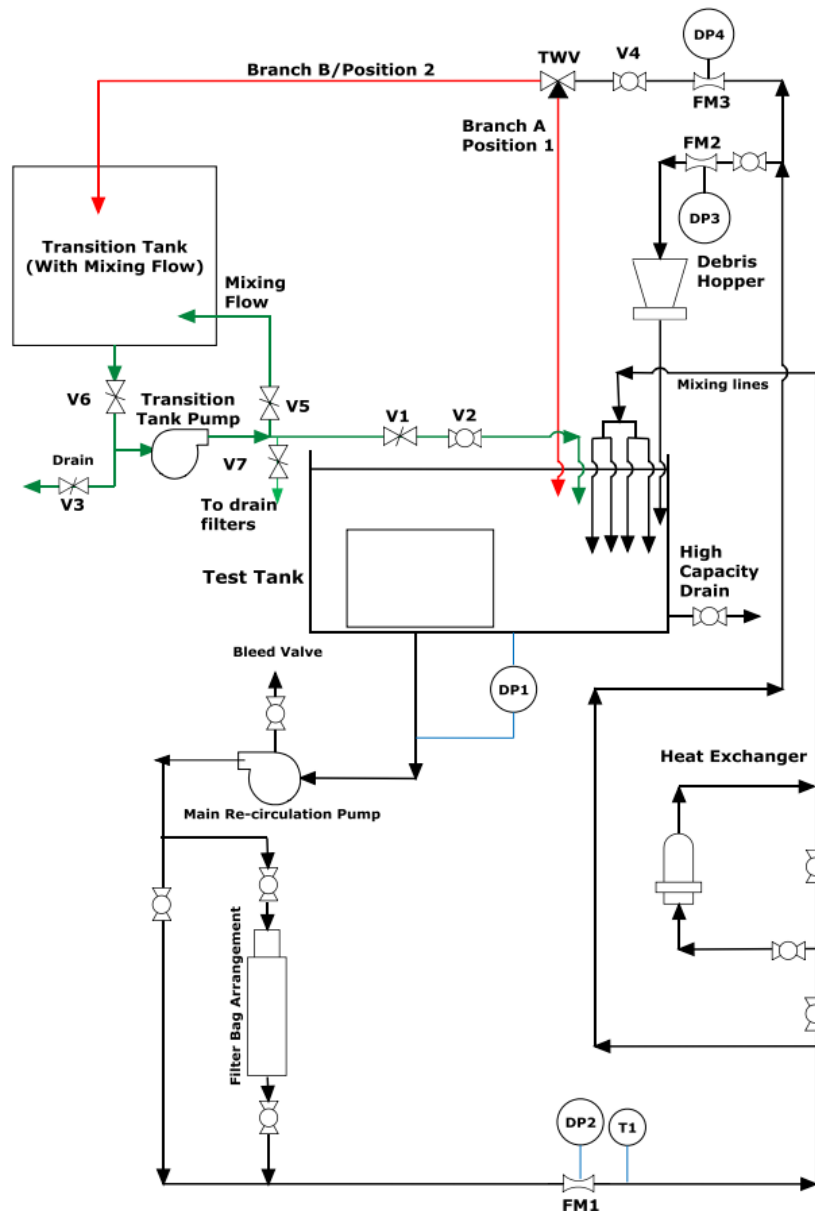 DP4
TWV
V4
Branch B/Position 2
FM3
Branch A
Position 1
FM2
DP3
Transition Tank
(With Mixing Flow)
Debris
Hopper
Mixing
Flow
Mixing lines
V6
Transition
Tank Pump
V5
V1
V2
Drain
V7
V3
To drain
filters
High
Capacity
Drain
Test Tank
Bleed Valve
DP1
Heat Exchanger
Main Re-circulation Pump
Filter Bag Arrangement
DP2
T1
FM1